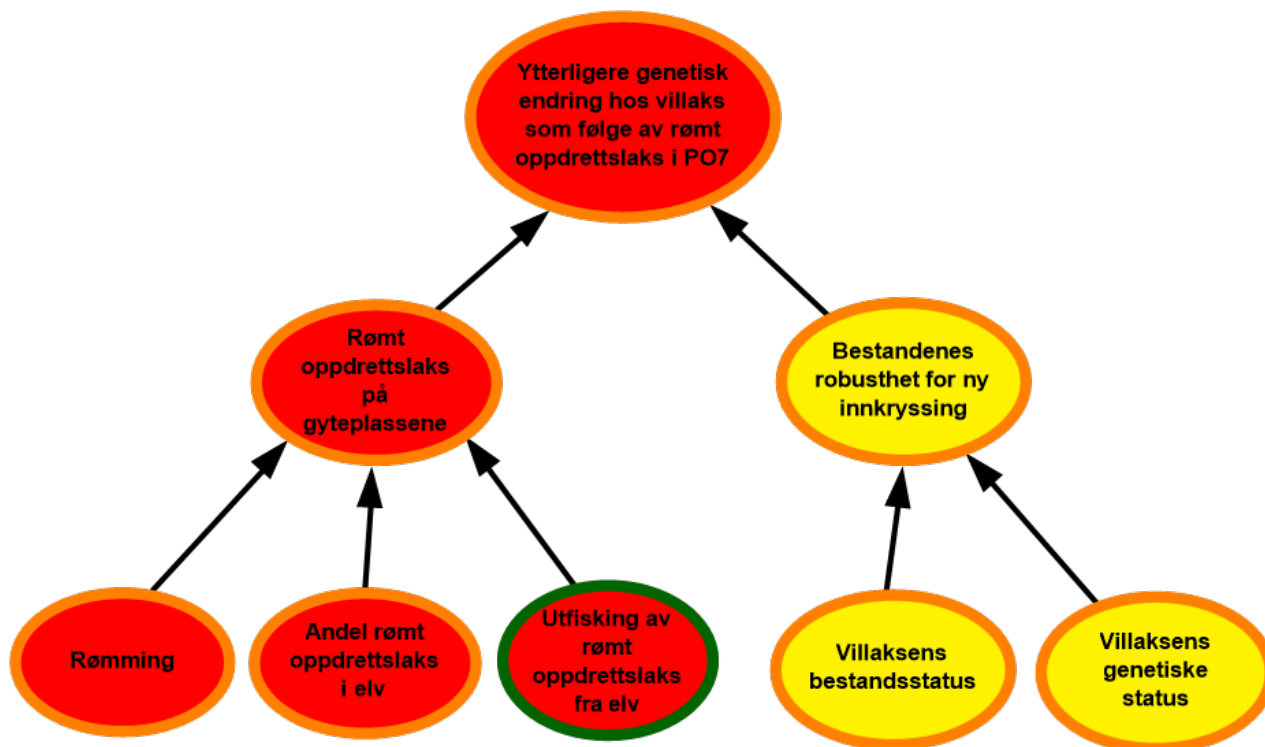 Ytterligere genetisk
endring hos villaks
som følge av rømt
oppdrettslaks i PO7
Rømt
oppdrettslaks
på
gyteplassene
Bestandenes
robusthet for ny
innkryssing
Rømming
Andel rømt
oppdrettslaks
i elv
Utfisking av
rømt
oppdrettslaks
fra elv
Villaksens
bestandsstatus
Villaksens
genetiske
status